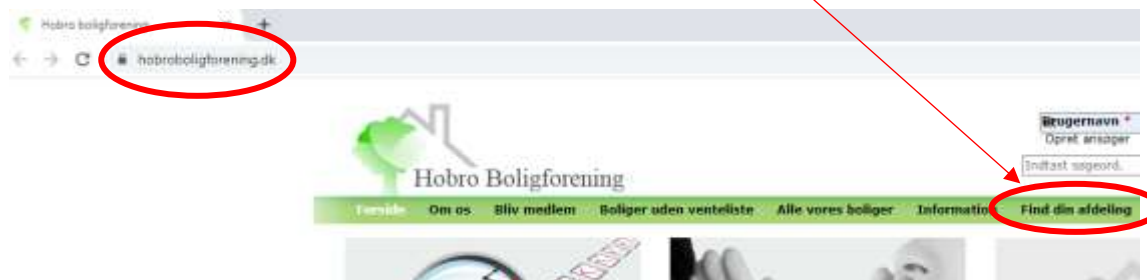 Hobro boligforening
hobroboligforening.dk
Brugernavn *
Opret ansøger
Indtast søgeord.
Hobro Boligforening
Forside Om os Bliv medlem Boliger uden venteliste Alle vores boliger Information Find din afdeling